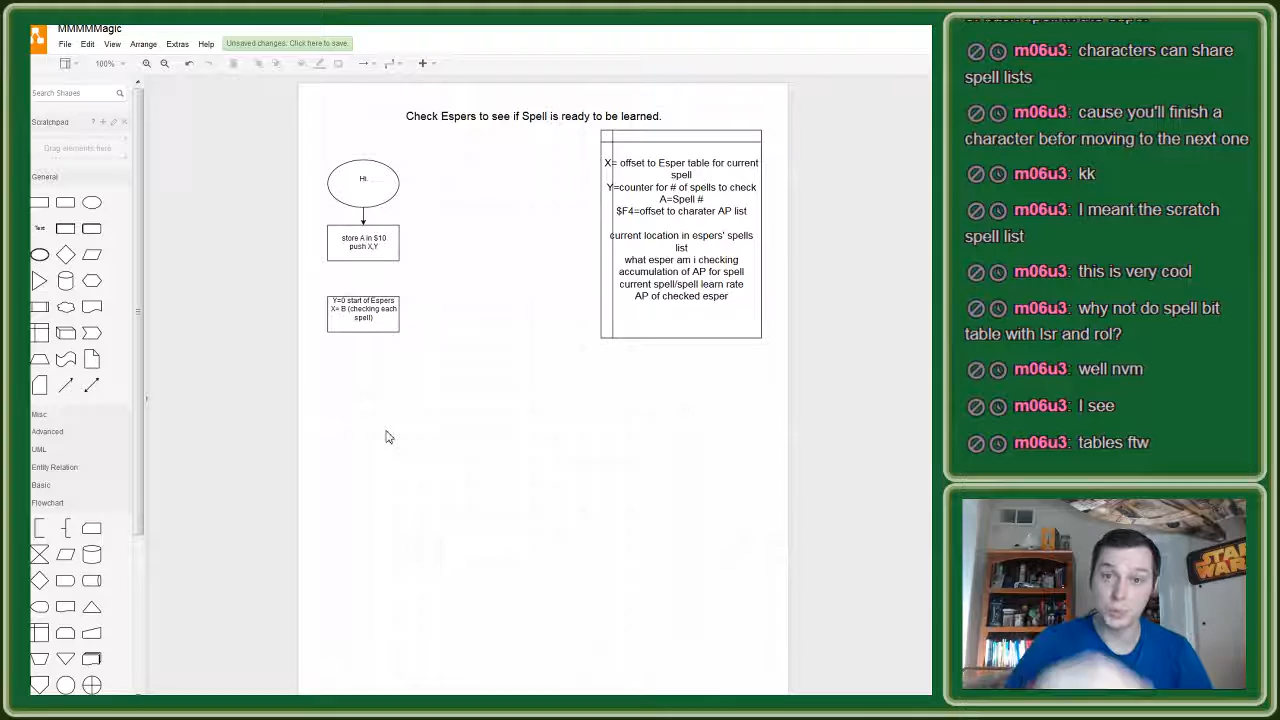 MMMMMagic
File Edit View Arrange Extras Help Unsaved changes. Click here to save.
100%
Search Shapes
Scratchpad
Drag elements here
General
Text
Misc
Advanced
UML
Entity Relation
Basic
Flowchart
Check Espers to see if Spell is ready to be learned.
Hi.
store A in $10
push X,Y
Y=0 start of Espers
X= B (checking each
spell)
X= offset to Esper table for current
spell
Y=counter for # of spells to check
A=Spell #
$F4=offset to charater AP list
current location in espers' spells
list
what esper am i checking
accumulation of AP for spell
current spell/spell learn rate
AP of checked esper
m06u3: characters can share
spell lists
m06u3: cause you'll finish a
character befor moving to the next one
m06u3: kk
m06u3: I meant the scratch
spell list
m06u3: this is very cool
m06u3: why not do spell bit
table with lsr and rol?
m06u3: well nvm
m06u3: I see
m06u3: tables ftw
STAR
WARS